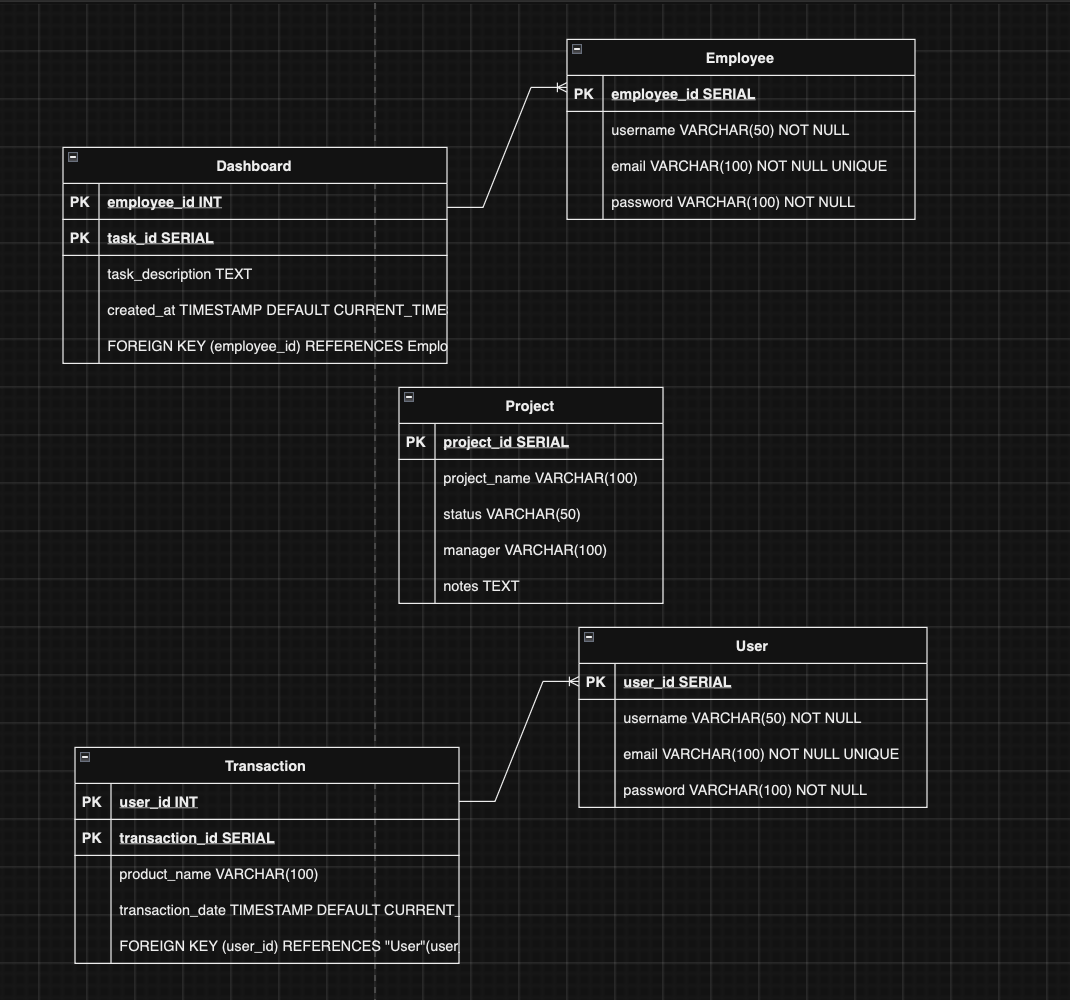 Employee
PK employee_id SERIAL
username VARCHAR(50) NOT NULL
email VARCHAR(100) NOT NULL UNIQUE
password VARCHAR(100) NOT NULL
Dashboard
PK employee_id INT
PK task_id SERIAL
task_description TEXT
created_at TIMESTAMP DEFAULT CURRENT_TIME
FOREIGN KEY (employee_id) REFERENCES Emplo
Project
PK project_id SERIAL
project_name VARCHAR(100)
status VARCHAR(50)
manager VARCHAR(100)
notes TEXT
User
PK user_id SERIAL
username VARCHAR(50) NOT NULL
email VARCHAR(100) NOT NULL UNIQUE
password VARCHAR(100) NOT NULL
Transaction
PK user_id INT
PK transaction_id SERIAL
product_name VARCHAR(100)
transaction_date TIMESTAMP DEFAULT CURRENT_
FOREIGN KEY (user_id) REFERENCES "User"(user